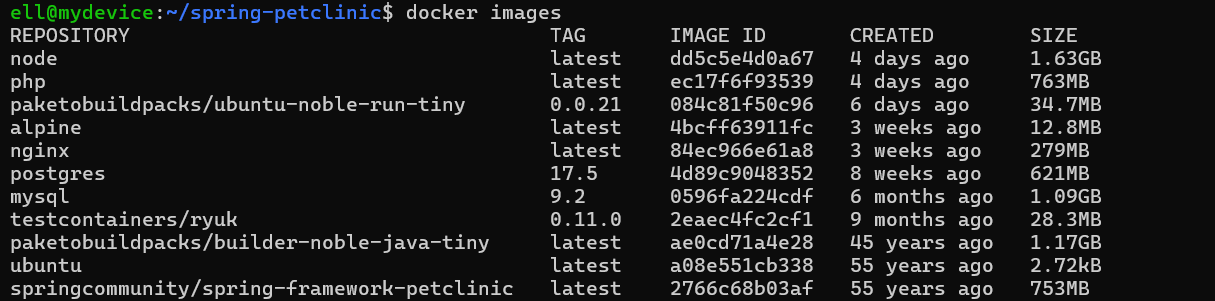 ell@mydevice:~/spring-petclinic$ docker images
REPOSITORY TAG IMAGE ID CREATED SIZE
node latest dd5c5e4d0a67 4 days ago 1.63GB
php latest ec17f6f93539 4 days ago 763MB
paketobuildpacks/ubuntu-noble-run-tiny 0.0.21 084c81f50c96 6 days ago 34.7MB
alpine latest 4bcff63911fc 3 weeks ago 12.8MB
nginx latest 84ec966e61a8 3 weeks ago 279MB
postgres 17.5 4d89c9048352 8 weeks ago 621MB
mysql 9.2 0596fa224cdf 6 months ago 1.09GB
testcontainers/ryuk 0.11.0 2eaec4fc2cf1 9 months ago 28.3MB
paketobuildpacks/builder-noble-java-tiny latest ae0cd71a4e28 45 years ago 1.17GB
ubuntu latest a08e551cb338 55 years ago 2.72kB
springcommunity/spring-framework-petclinic latest 2766c68b03af 55 years ago 753MB